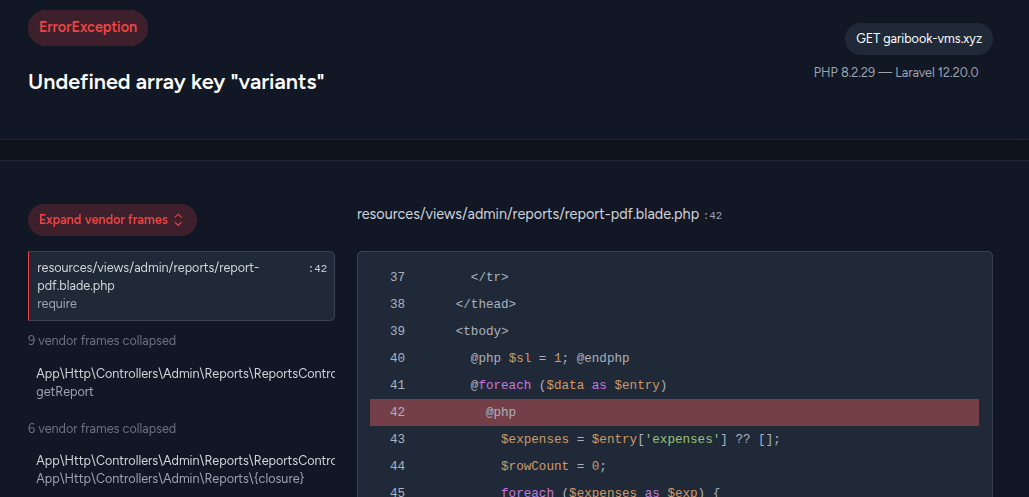 ErrorException
GET garibook-vms.xyz
Undefined array key "variants"
PHP 8.2.29 — Laravel 12.20.0
Expand vendor frames
resources/views/admin/reports/report-pdf.blade.php :42
resources/views/admin/reports/report- :42
pdf.blade.php
require
9 vendor frames collapsed
App\Http\Controllers\Admin\Reports\ReportsContro
getReport
6 vendor frames collapsed
App\Http\Controllers\Admin\Reports\ReportsContro
App\Http\Controllers\Admin\Reports\{closure}
37 </tr>
38 </thead>
39 <tbody>
40 @php $sl = 1; @endphp
41 @foreach ($data as $entry)
42 @php
43 $expenses = $entry['expenses'] ?? [];
44 $rowCount = 0;
45 foreach ($expenses as $exp) {